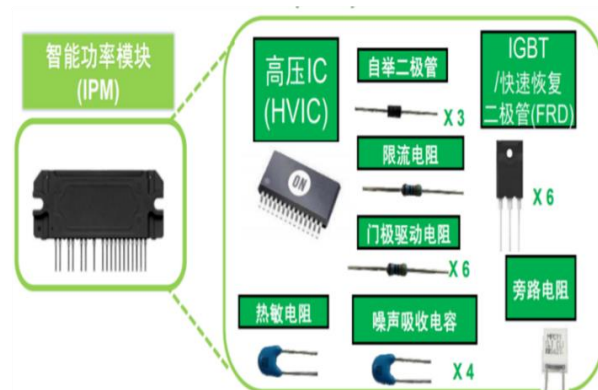 智能功率模块
(IPM)
高压IC
(HVIC)
ON
自举二极管
X 3
限流电阻
门极驱动电阻
X 6
IGBT
/快速恢复
二极管(FRD)
X 6
热敏电阻
噪声吸收电容
X 4
旁路电阻